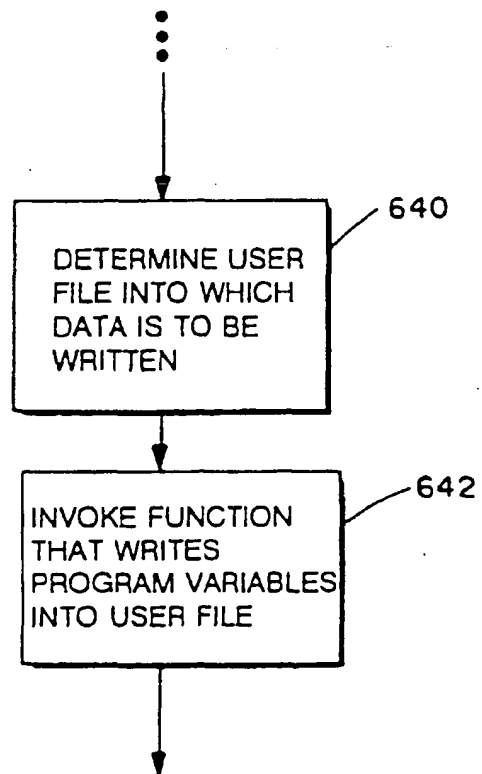 640
DETERMINE USER
FILE INTO WHICH
DATA IS TO BE
WRITTEN
642
INVOKE FUNCTION
THAT WRITES
PROGRAM VARIABLES
INTO USER FILE